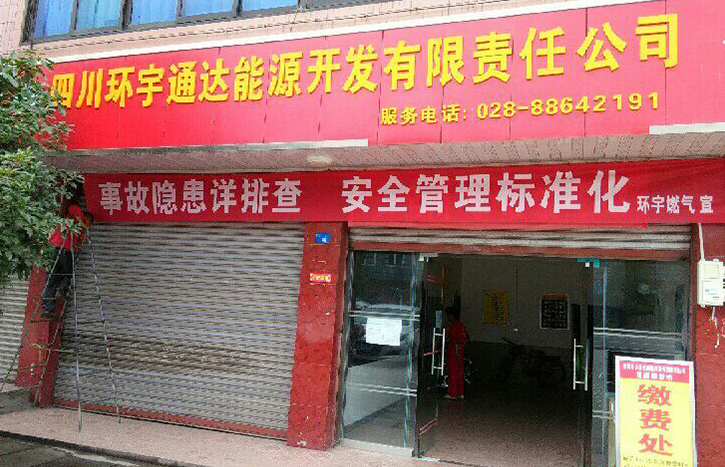 四川环宇通达能源开发有限责任公司
服务电话: 028-88642191
事故隐患详排查 安全管理标准化 环宇燃气 宣
缴费处